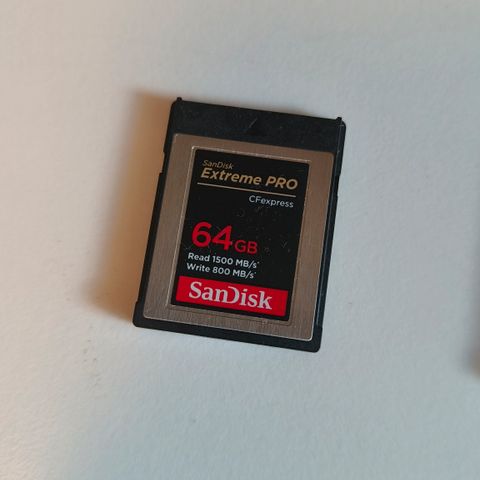 SanDisk
Extreme PRO
CFexpress
64GB
Read 1500 MB/s*
Write 800 MB/s*
SanDisk